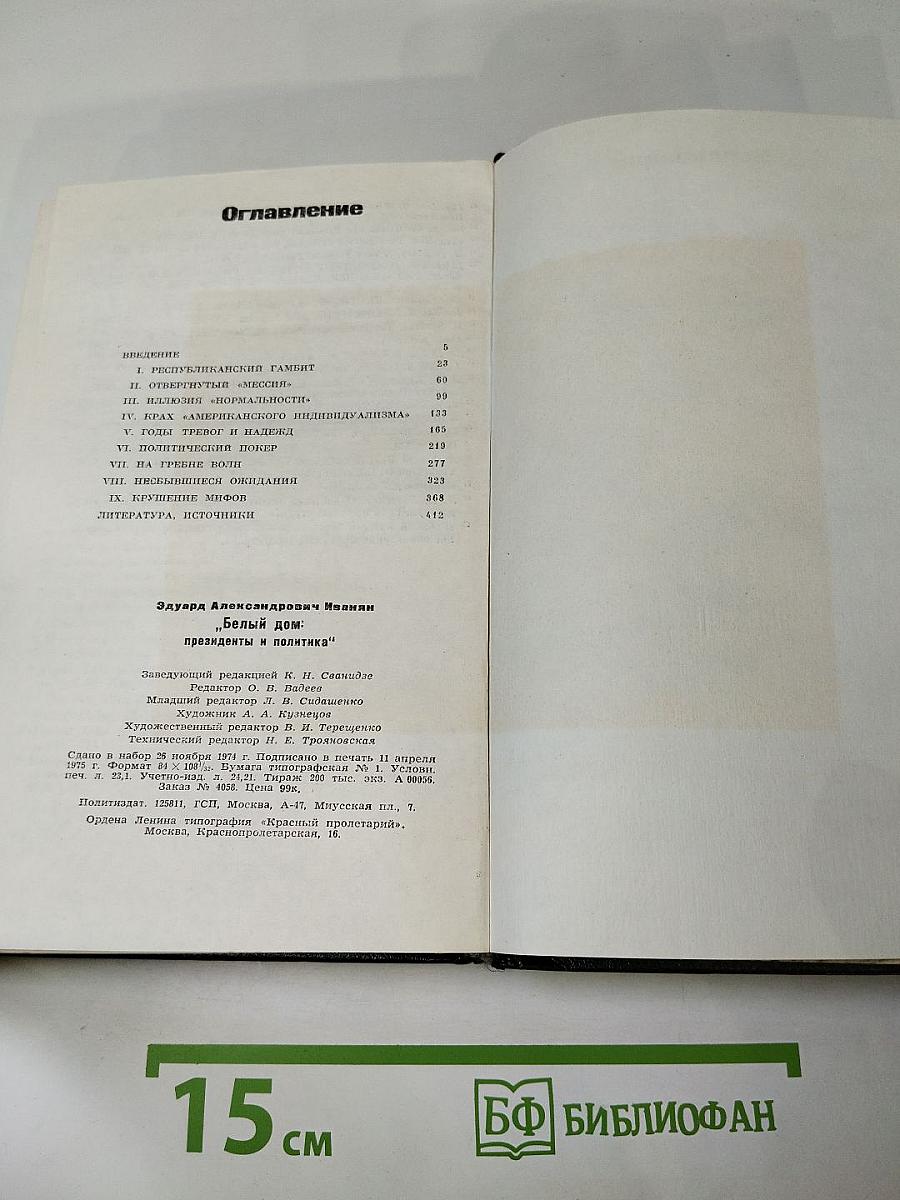 Оглавление
ВВЕДЕНИЕ 5
I. РЕСПУБЛИКАНСКИЙ ГАМБИТ 23
II. ОТВЕРГНУТЫЙ «МЕССИЯ» 60
III. ИЛЛЮЗИЯ «НОРМАЛЬНОСТИ» 99
IV. КРАХ «АМЕРИКАНСКОГО ИНДИВИДУАЛИЗМА» 133
V. ГОДЫ ТРЕВОГ И НАДЕЖД 165
VI. ПОЛИТИЧЕСКИЙ ПОКЕР 219
VII. НА ГРЕБНЕ ВОЛН 277
VIII. НЕСБЫВШИЕСЯ ОЖИДАНИЯ 323
IX. КРУШЕНИЕ МИФОВ 368
ЛИТЕРАТУРА, ИСТОЧНИКИ 412
Эдуард Александрович Иванян
„Белый дом:
президенты и политика“
Заведующий редакцией К. Н. Сванидзе
Редактор О. В. Вадеев
Младший редактор Л. В. Сидашенко
Художник А. А. Кузнецов
Художественный редактор В. И. Терещенко
Технический редактор Н. Е. Трояновская
Сдано в набор 26 ноября 1974 г. Подписано в печать 11 апреля
1975 г. Формат 84 × 108¹/₃₂. Бумага типографская № 1. Условн.
печ. л. 23,1. Учетно-изд. л. 24,21. Тираж 200 тыс. экз. А 00056.
Заказ № 4058. Цена 99к.
Политиздат. 125811, ГСП, Москва, А-47, Миусская пл., 7.
Ордена Ленина типография «Красный пролетарий».
Москва, Краснопролетарская, 16.
15 см
БФ БИБЛИОФАН